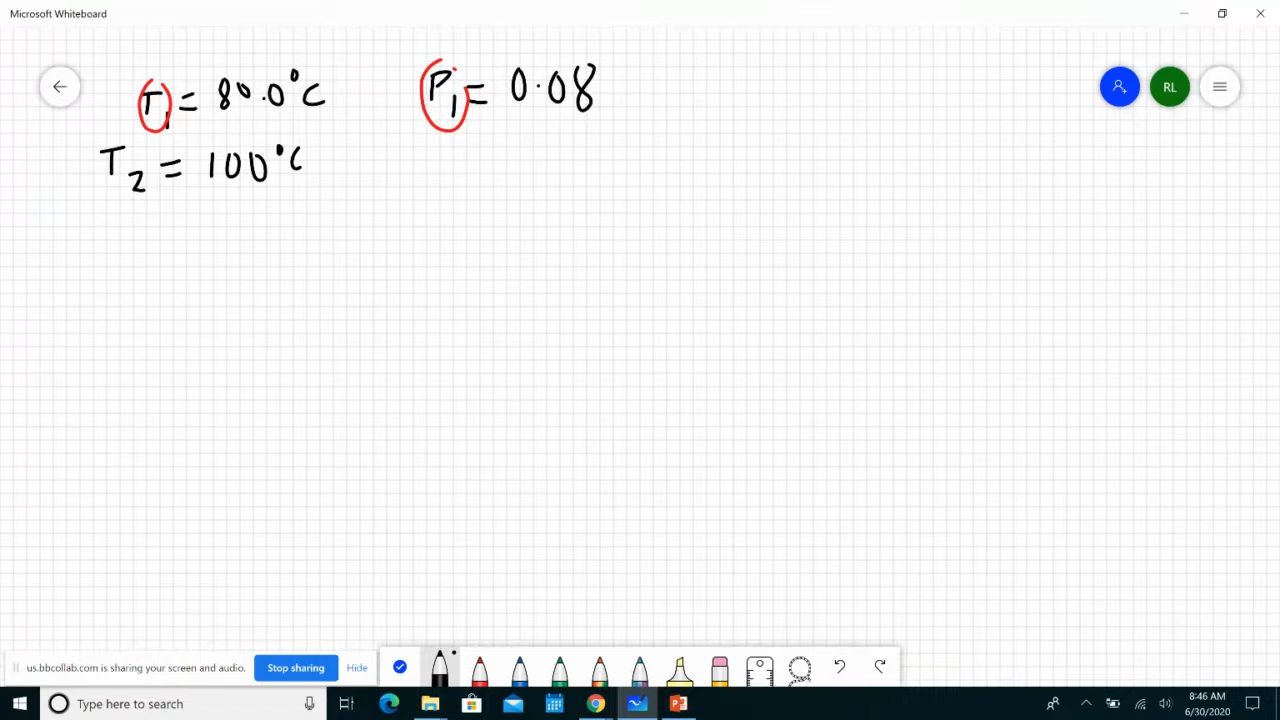 Microsoft Whiteboard
T₁ = 80.0°C
P₁ = 0.08
T₂ = 100°C
RL
us.bbcollab.com is sharing your screen and audio.
Stop sharing
Hide
Type here to search
8:46 AM
6/30/2020